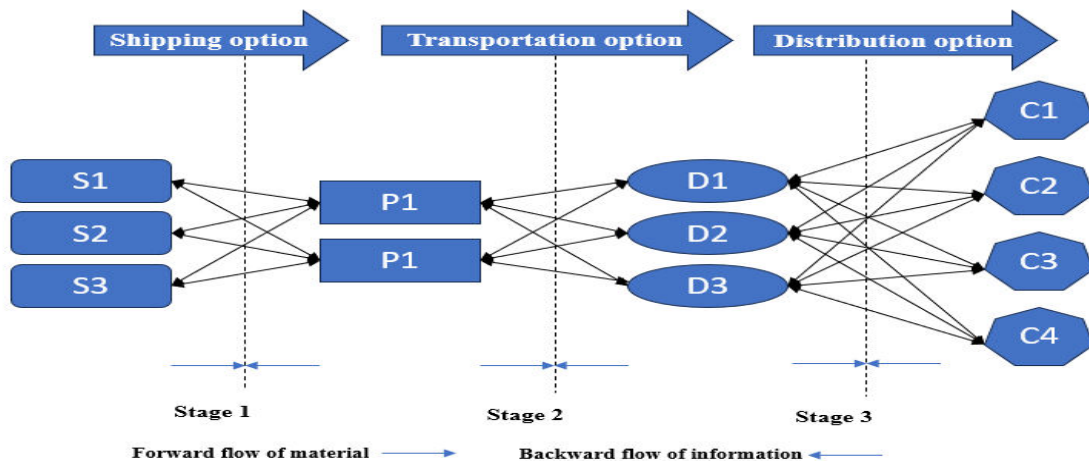 Shipping option
Transportation option
Distribution option
S1
S2
S3
P1
P1
D1
D2
D3
C1
C2
C3
C4
Stage 1
Stage 2
Stage 3
Forward flow of material
Backward flow of information